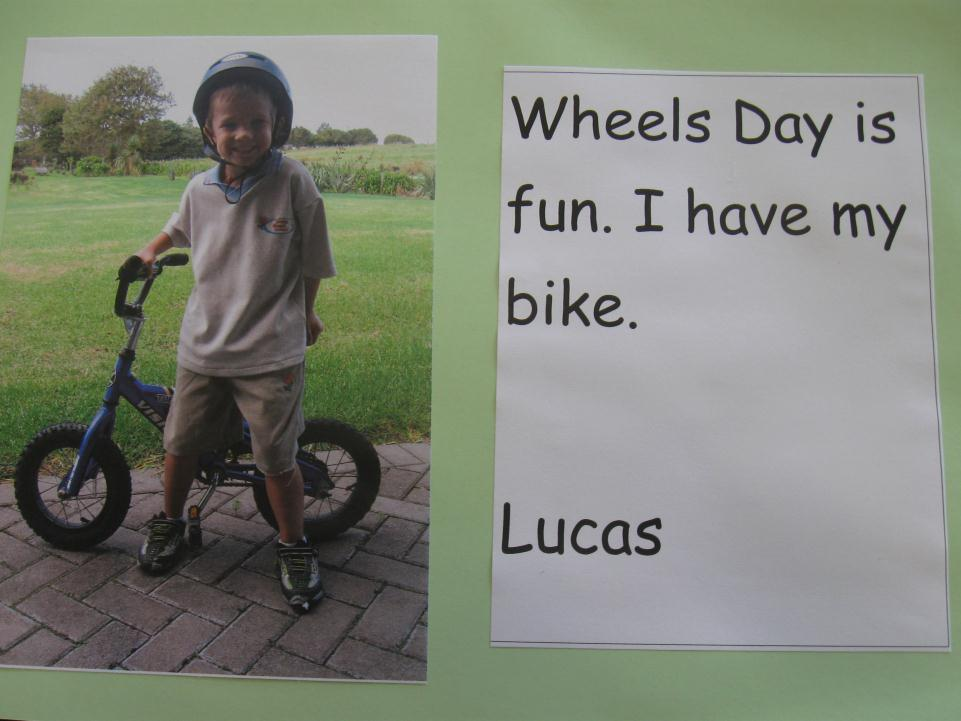 Wheels Day is
fun. I have my
bike.
Lucas